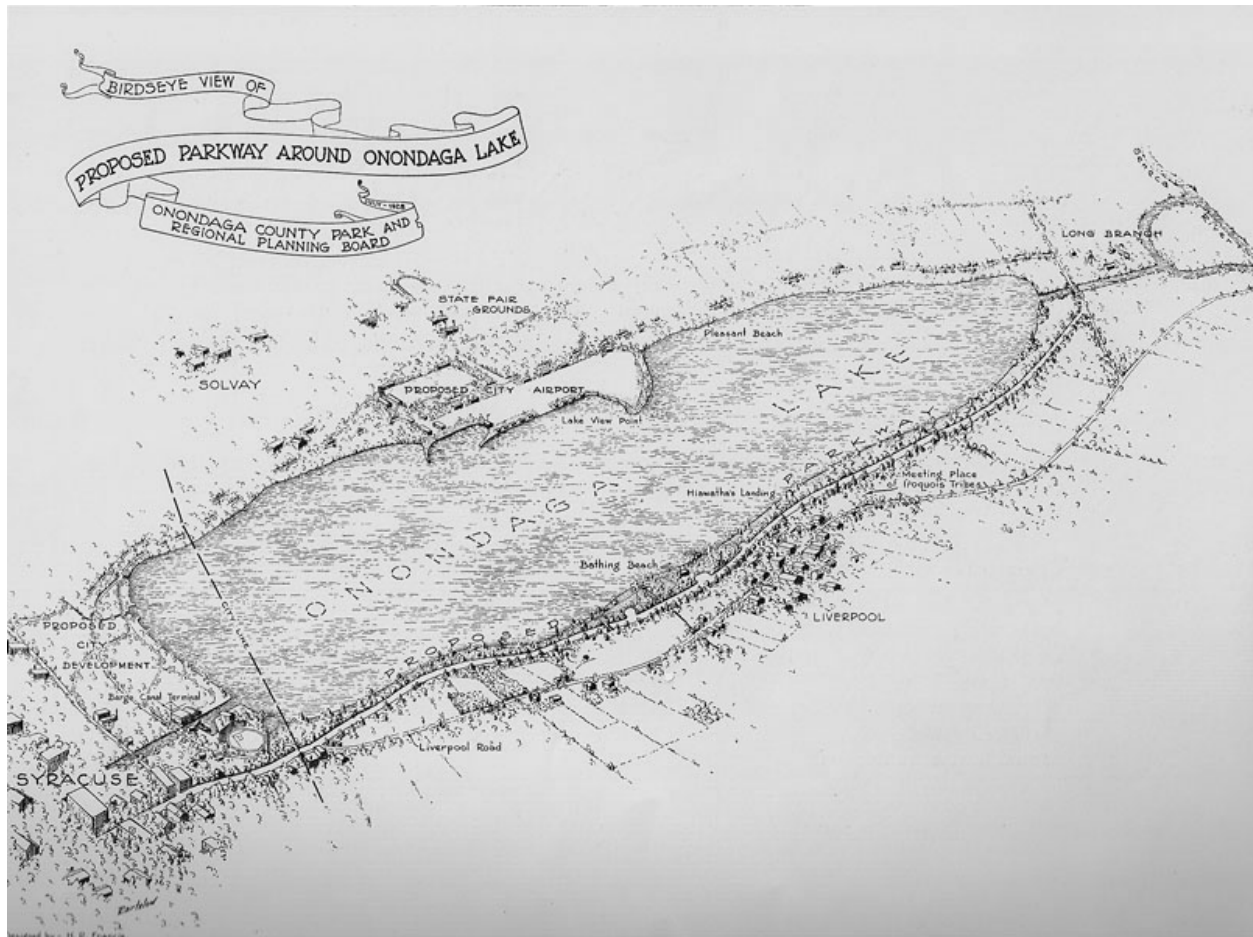 BIRDSEYE VIEW OF
PROPOSED PARKWAY AROUND ONONDAGA LAKE
ONONDAGA COUNTY PARK AND
REGIONAL PLANNING BOARD
LONG BRANCH
STATE FAIR
GROUNDS
Pleasant Beach
SOLVAY
PROPOSED CITY AIRPORT
Lake View Point
ONONDAGA LAKE
PROPOSED PARKWAY
Meeting Place
of Iroquois Tribes
Hiawatha's Landing
Bathing Beach
CITY LINE
LIVERPOOL
PROPOSED
CITY
DEVELOPMENT
Barge Canal Terminal
Liverpool Road
SYRACUSE